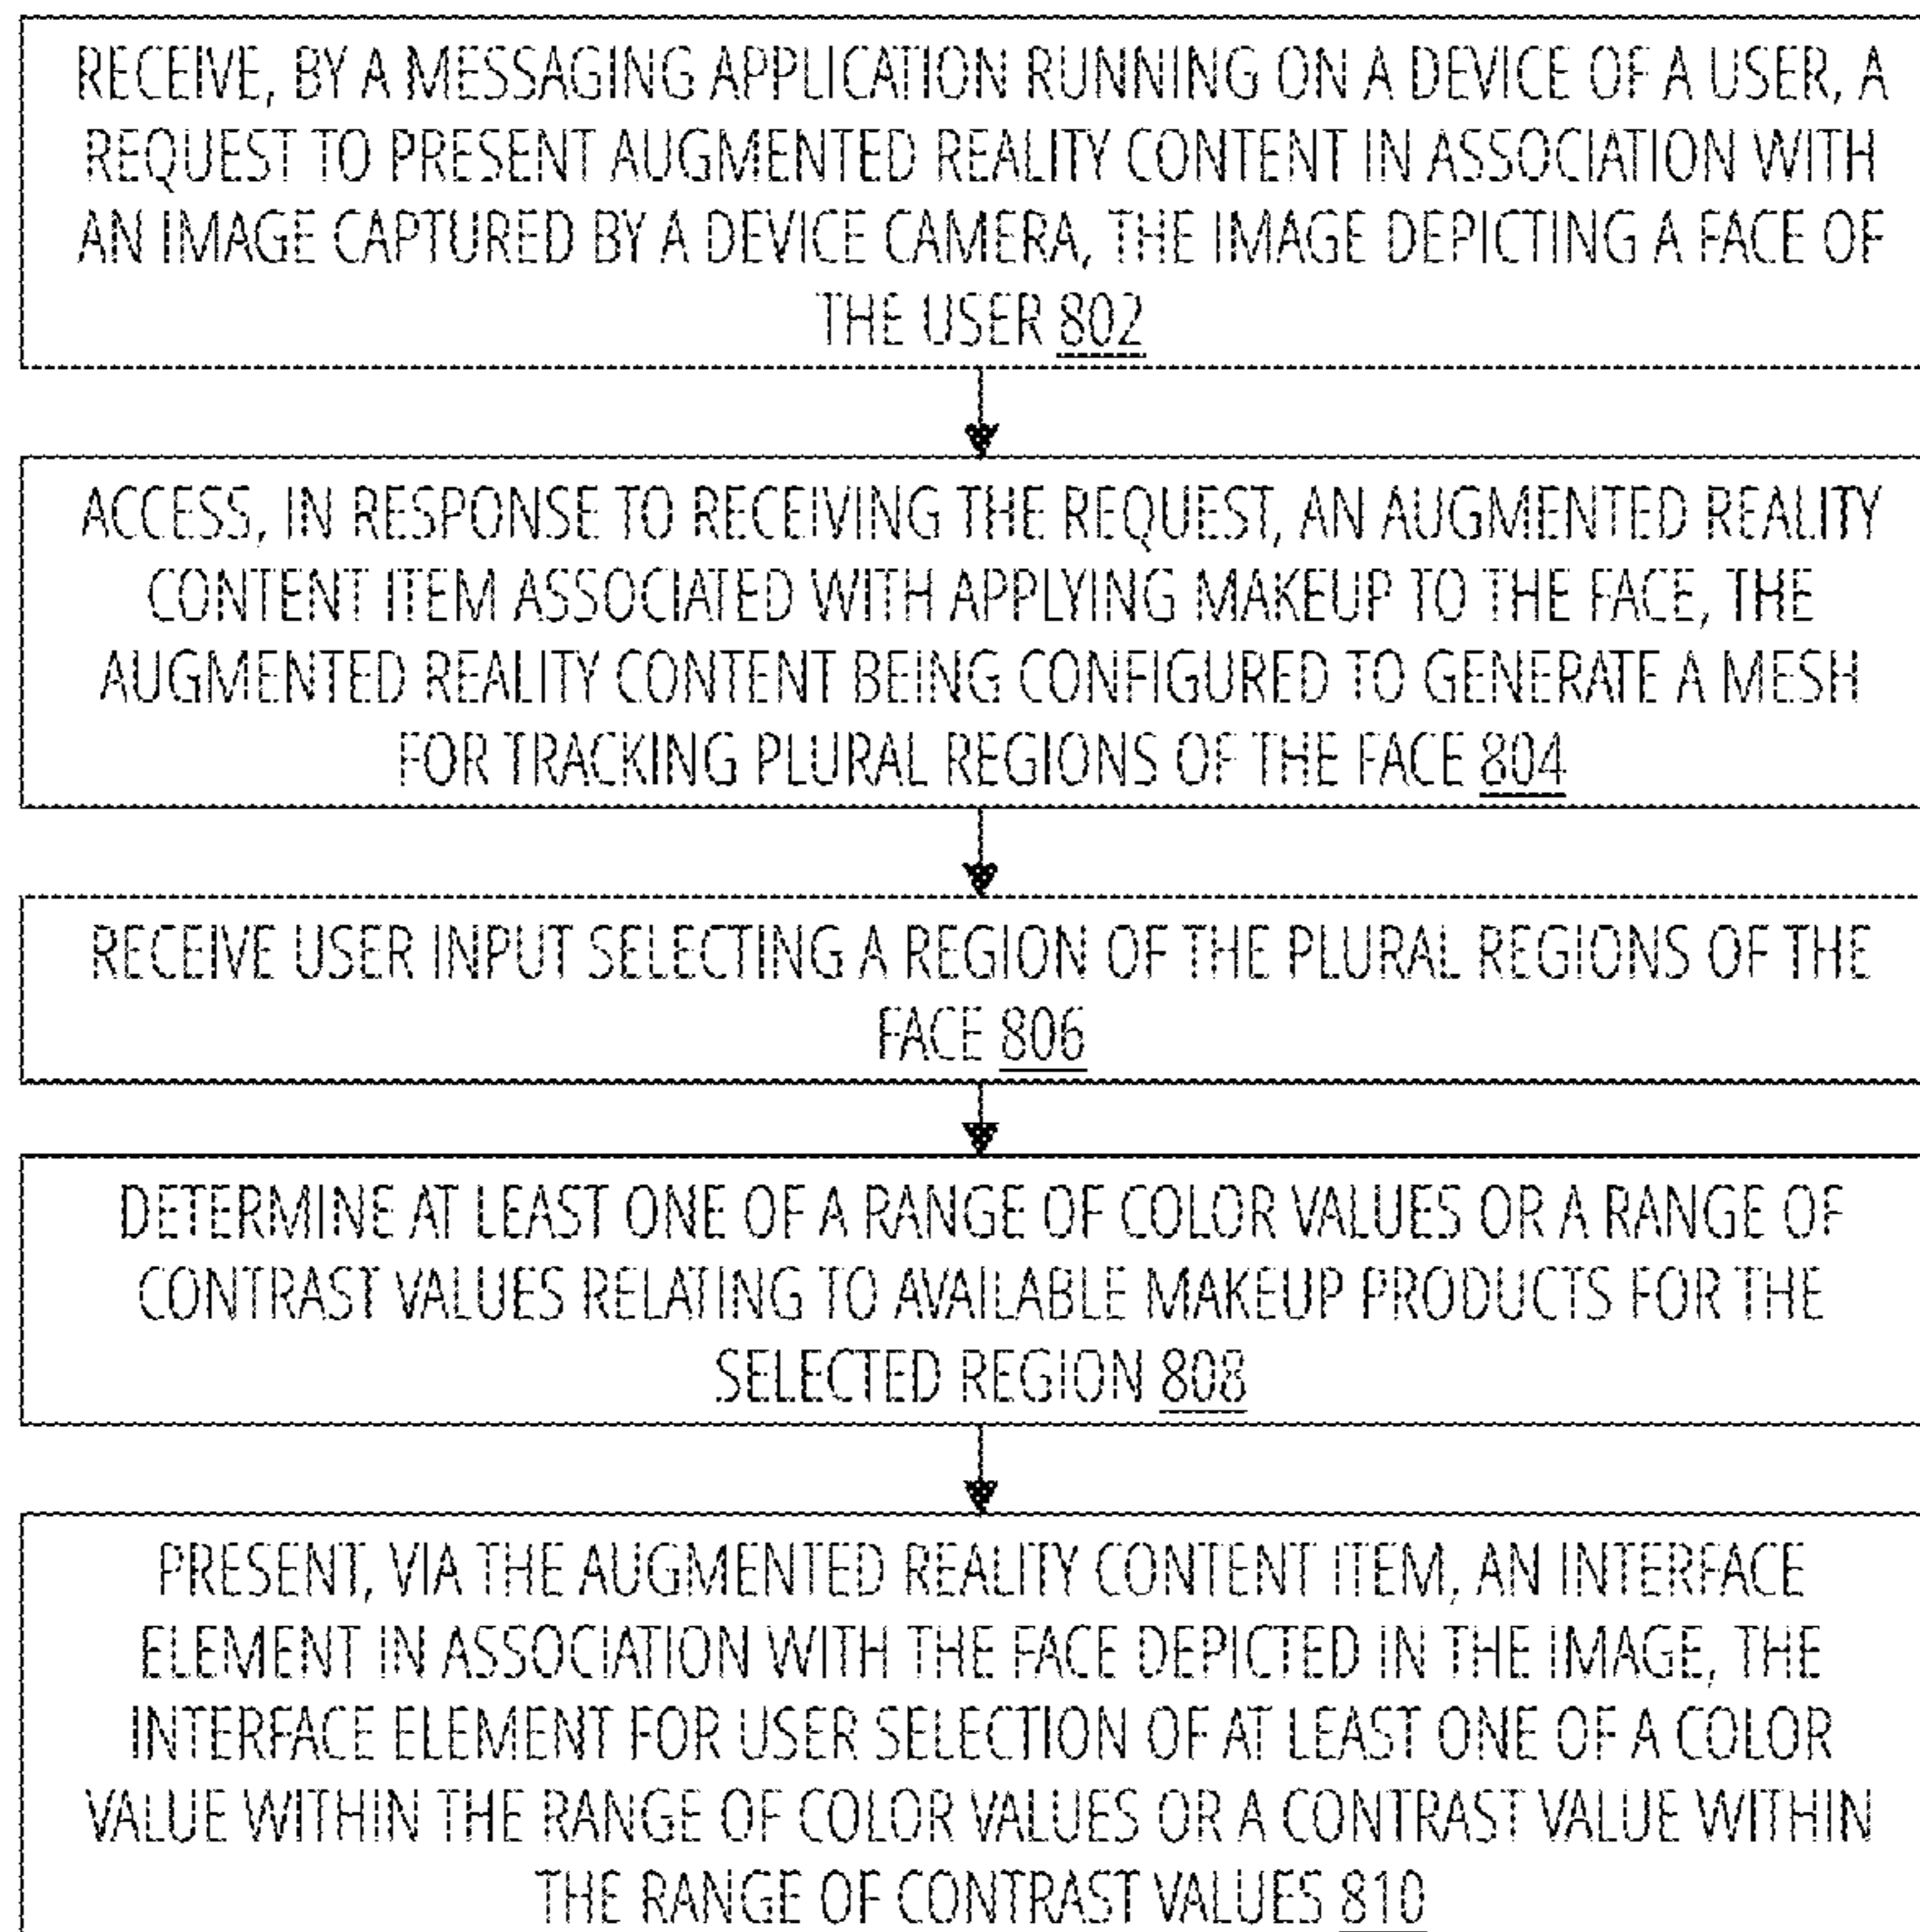 RECEIVE, BY A MESSAGING APPLICATION RUNNING ON A DEVICE OF A USER, A
REQUEST TO PRESENT AUGMENTED REALITY CONTENT IN ASSOCIATION WITH
AN IMAGE CAPTURED BY A DEVICE CAMERA, THE IMAGE DEPICTING A FACE OF
THE USER 802
ACCESS, IN RESPONSE TO RECEIVING THE REQUEST, AN AUGMENTED REALITY
CONTENT ITEM ASSOCIATED WITH APPLYING MAKEUP TO THE FACE, THE
AUGMENTED REALITY CONTENT BEING CONFIGURED TO GENERATE A MESH
FOR TRACKING PLURAL REGIONS OF THE FACE 804
RECEIVE USER INPUT SELECTING A REGION OF THE PLURAL REGIONS OF THE
FACE 806
DETERMINE AT LEAST ONE OF A RANGE OF COLOR VALUES OR A RANGE OF
CONTRAST VALUES RELATING TO AVAILABLE MAKEUP PRODUCTS FOR THE
SELECTED REGION 808
PRESENT, VIA THE AUGMENTED REALITY CONTENT ITEM, AN INTERFACE
ELEMENT IN ASSOCIATION WITH THE FACE DEPICTED IN THE IMAGE, THE
INTERFACE ELEMENT FOR USER SELECTION OF AT LEAST ONE OF A COLOR
VALUE WITHIN THE RANGE OF COLOR VALUES OR A CONTRAST VALUE WITHIN
THE RANGE OF CONTRAST VALUES 810